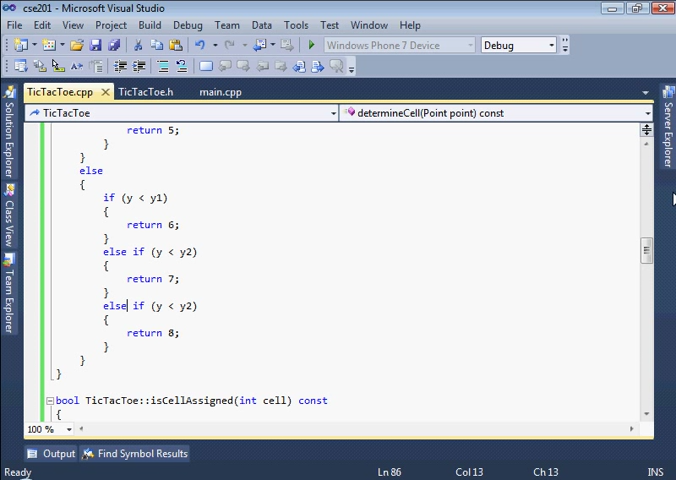 cse201 - Microsoft Visual Studio
File Edit View Project Build Debug Team Data Tools Test Window Help
Windows Phone 7 Device Debug
TicTacToe.cpp TicTacToe.h main.cpp
TicTacToe determineCell(Point point) const
return 5;
}
}
else
{
if (y < y1)
{
return 6;
}
else if (y < y2)
{
return 7;
}
else if (y < y2)
{
return 8;
}
}
}
bool TicTacToe::isCellAssigned(int cell) const
{
100 %
Solution Explorer
Class View
Team Explorer
Server Explorer
Output Find Symbol Results
Ready Ln 86 Col 13 Ch 13 INS